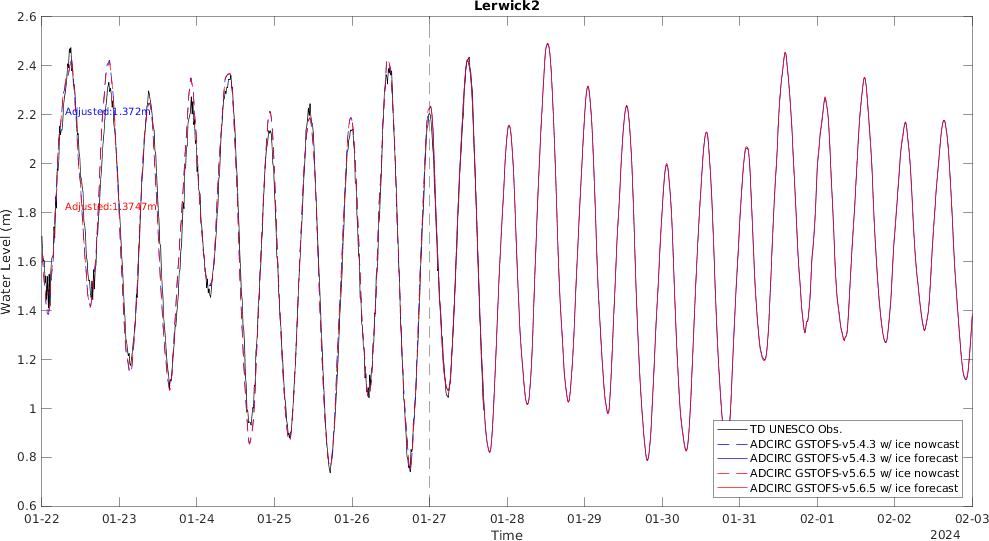 Lerwick2
2.6
2.4
2.2
2
1.8
1.6
1.4
1.2
1
0.8
0.6
Water Level (m)
Adjusted:1.372m
Adjusted:1.3747m
TD UNESCO Obs.
ADCIRC GSTOFS-v5.4.3 w/ ice nowcast
ADCIRC GSTOFS-v5.4.3 w/ ice forecast
ADCIRC GSTOFS-v5.6.5 w/ ice nowcast
ADCIRC GSTOFS-v5.6.5 w/ ice forecast
01-22 01-23 01-24 01-25 01-26 01-27 01-28 01-29 01-30 01-31 02-01 02-02 02-03
Time
2024